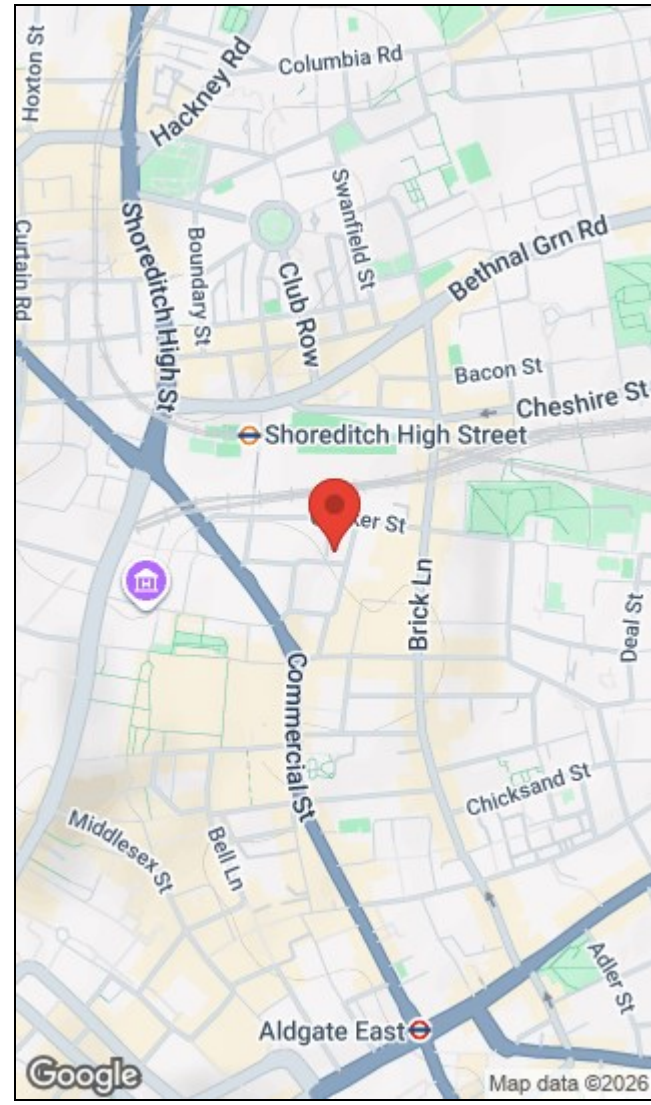 Hoxton St
Hackney Rd
Columbia Rd
Swanfield St
Curtain Rd
Shoreditch High St
Boundary St
Club Row
Bethnal Grn Rd
Bacon St
Cheshire St
Shoreditch High Street
Brick Ln
Deal St
Commercial St
Chicksand St
Middlesex St
Bell Ln
Adler St
Aldgate East
Google
Map data ©2026